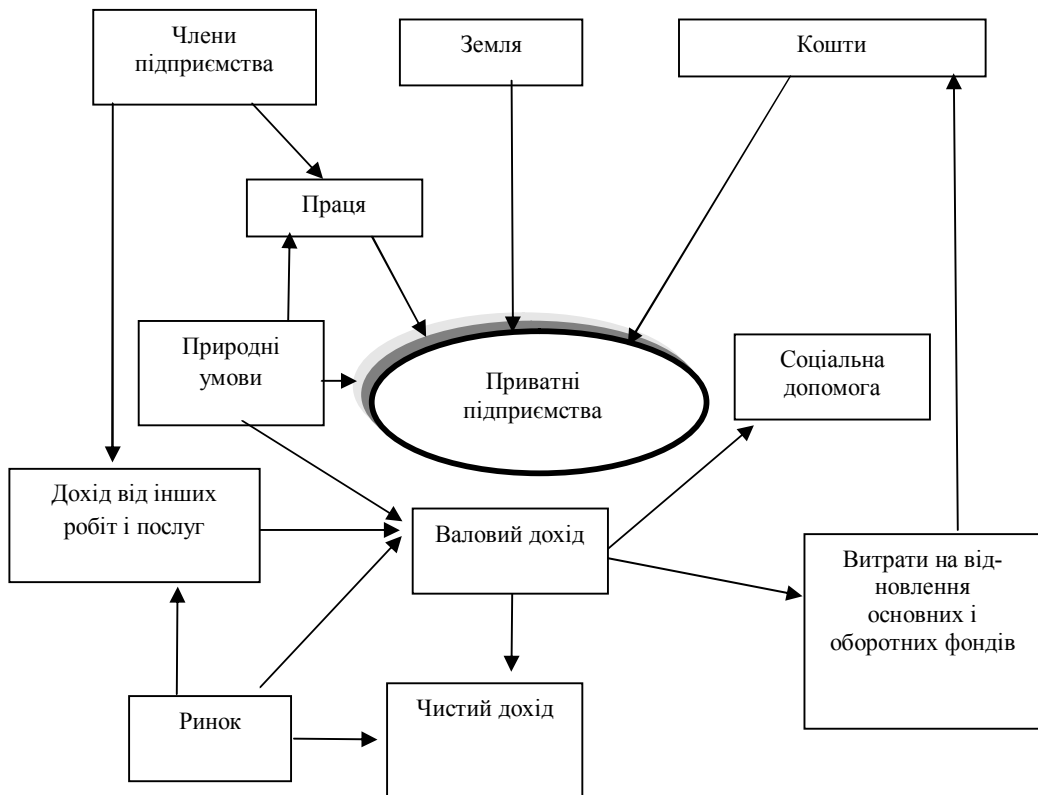 Члени
підприємства
Земля
Кошти
Праця
Природні
умови
Приватні
підприємства
Соціальна
допомога
Дохід від інших
робіт і послуг
Валовий дохід
Витрати на від-
новлення
основних і
оборотних фондів
Ринок
Чистий дохід